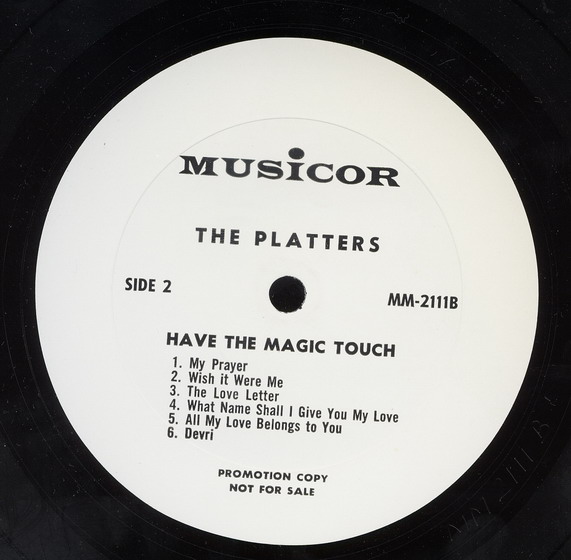 MUSiCOR
THE PLATTERS
SIDE 2
MM-2111B
HAVE THE MAGIC TOUCH
1. My Prayer
2. Wish it Were Me
3. The Love Letter
4. What Name Shall I Give You My Love
5. All My Love Belongs to You
6. Devri
PROMOTION COPY
NOT FOR SALE